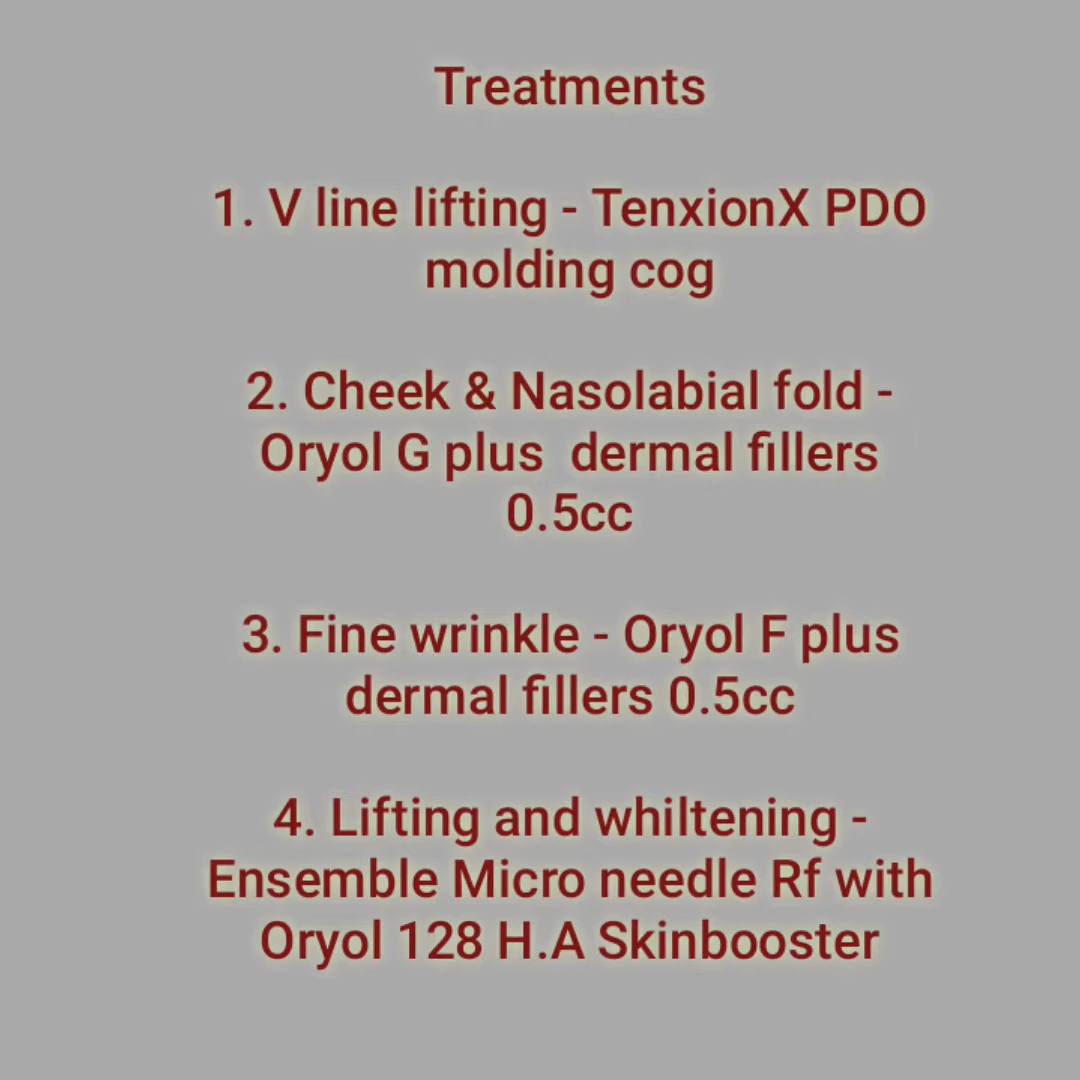 Treatments
1. V line lifting - TenxionX PDO
molding cog
2. Cheek & Nasolabial fold -
Oryol G plus  dermal fillers
0.5cc
3. Fine wrinkle - Oryol F plus
dermal fillers 0.5cc
4. Lifting and whiltening -
Ensemble Micro needle Rf with
Oryol 128 H.A Skinbooster